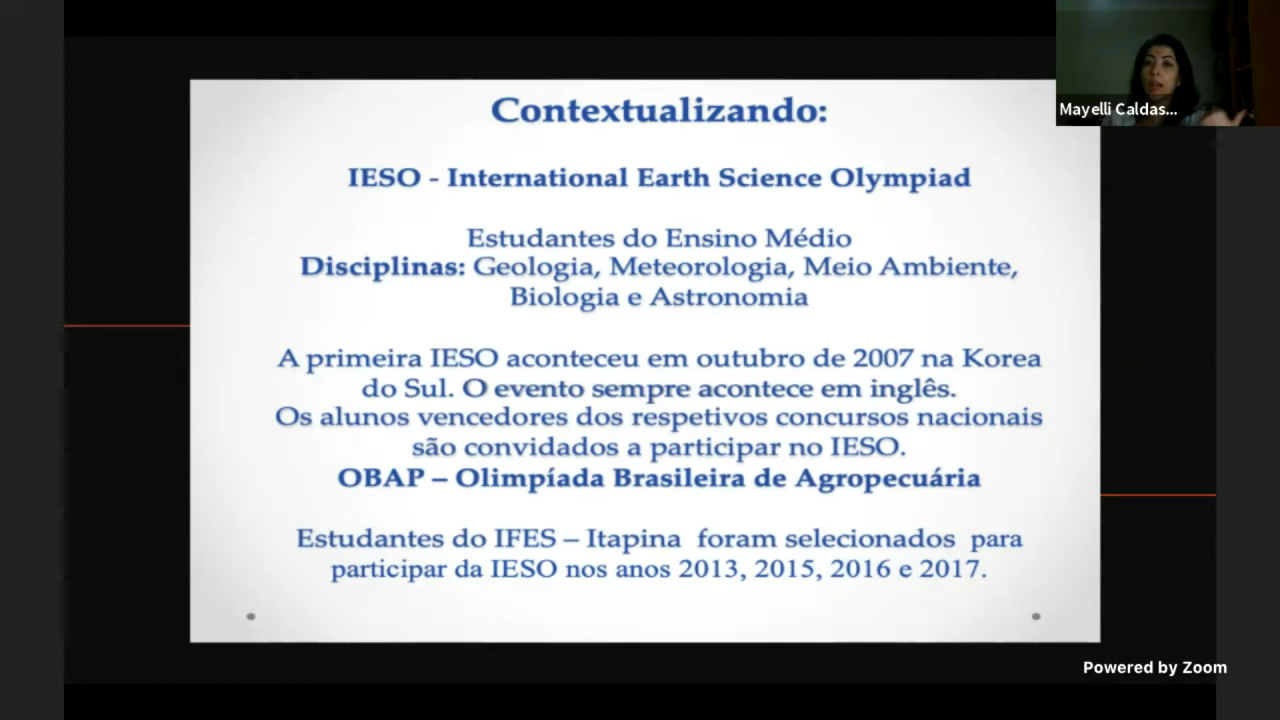 Contextualizando:
IESO - International Earth Science Olympiad
Estudantes do Ensino Médio
Disciplinas: Geologia, Meteorologia, Meio Ambiente,
Biologia e Astronomia
A primeira IESO aconteceu em outubro de 2007 na Korea
do Sul. O evento sempre acontece em inglês.
Os alunos vencedores dos respetivos concursos nacionais
são convidados a participar no IESO.
OBAP – Olimpíada Brasileira de Agropecuária
Estudantes do IFES – Itapina foram selecionados para
participar da IESO nos anos 2013, 2015, 2016 e 2017.
Mayelli Caldas...
Powered by Zoom